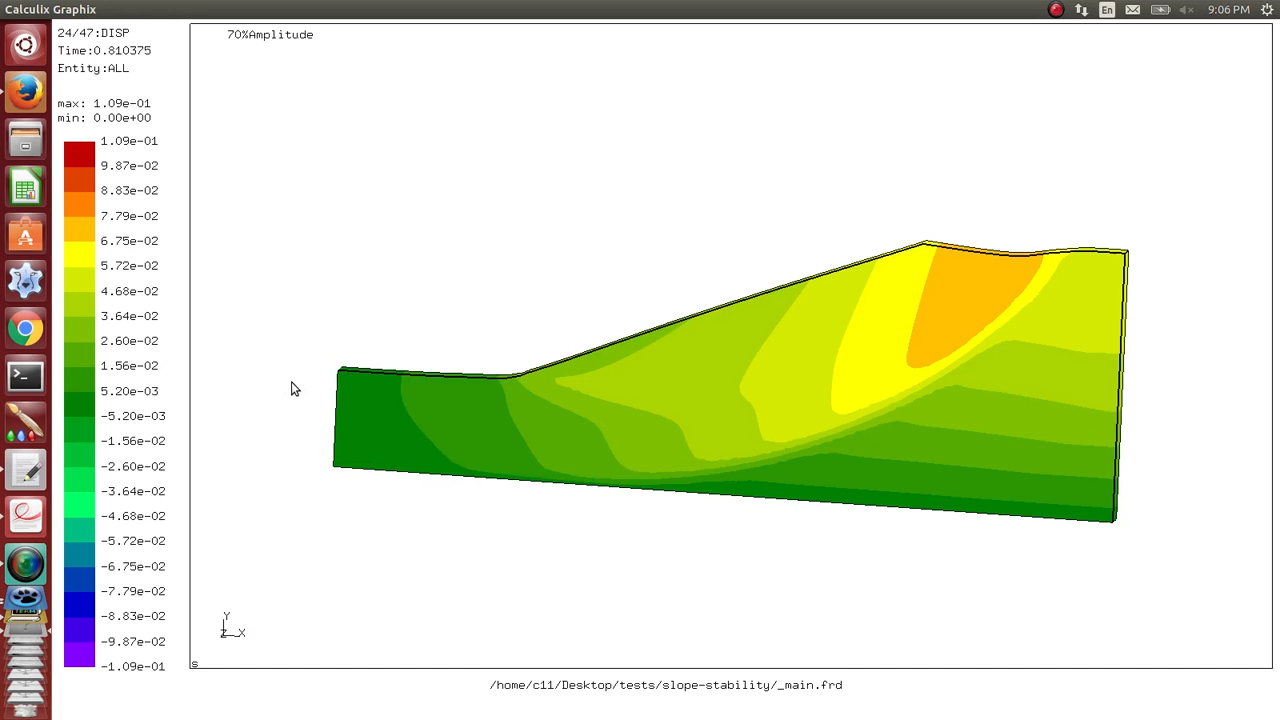 Calculix Graphix
En
9:06 PM
24/47:DISP
Time:0.810375
Entity:ALL
max: 1.09e-01
min: 0.00e+00
1.09e-01
9.87e-02
8.83e-02
7.79e-02
6.75e-02
5.72e-02
4.68e-02
3.64e-02
2.60e-02
1.56e-02
5.20e-03
-5.20e-03
-1.56e-02
-2.60e-02
-3.64e-02
-4.68e-02
-5.72e-02
-6.75e-02
-7.79e-02
-8.83e-02
-9.87e-02
-1.09e-01
70%Amplitude
Y
Z X
s
/home/c11/Desktop/tests/slope-stability/_main.frd